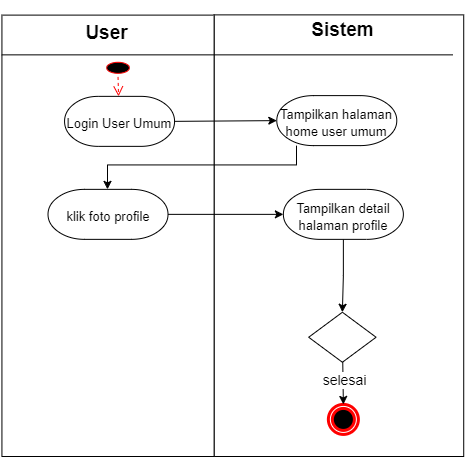 User
Sistem
Login User Umum
Tampilkan halaman
home user umum
klik foto profile
Tampilkan detail
halaman profile
selesai